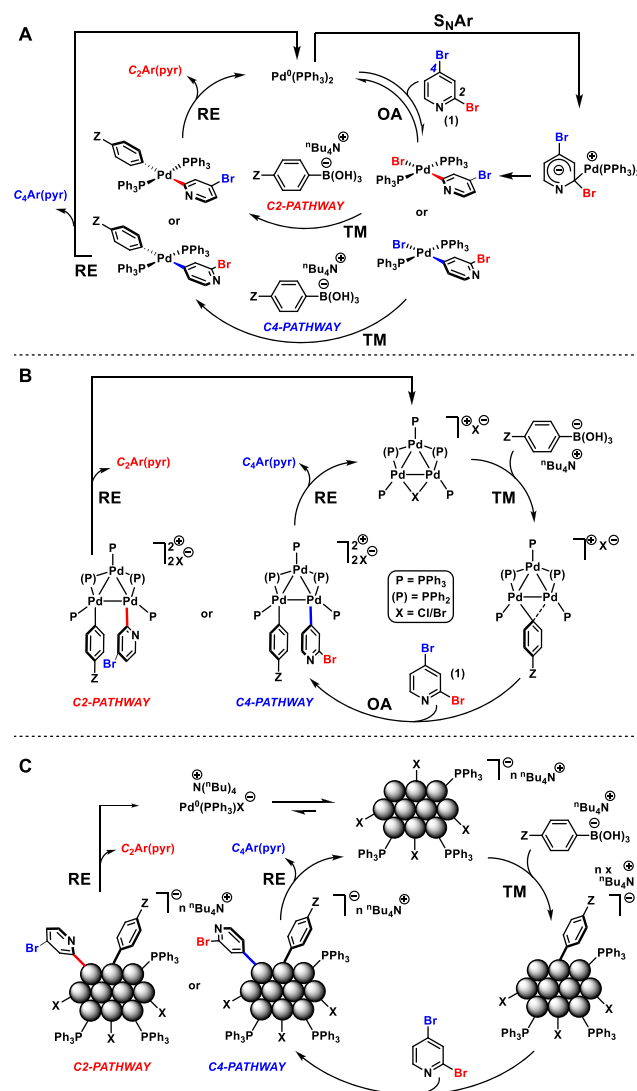 A
SNAr
C2Ar(pyr)
Pd⁰(PPh3)2
Br
4
2
N
Br
(1)
RE
OA
Z
PPh3
Pd
Ph3P
Br
N
ⁿBu4N⊕
⊖
Z
B(OH)3
C2-PATHWAY
TM
Br
PPh3
Pd
Ph3P
Br
N
Br
⊖
⊕
Pd(PPh3)2
N
Br
C4Ar(pyr)
or
or
Z
PPh3
Pd
Ph3P
Br
N
RE
ⁿBu4N⊕
⊖
Z
B(OH)3
C4-PATHWAY
TM
Br
PPh3
Pd
Ph3P
Br
N
B
C2Ar(pyr)
RE
C4Ar(pyr)
RE
⊕X⊖
P
Pd
(P)
(P)
Pd
Pd
P
X
P
⊖
Z
B(OH)3
ⁿBu4N⊕
TM
2⊕
2X⊖
P
Pd
(P)
(P)
Pd
Pd
P
P
N
Br
Z
C2-PATHWAY
or
2⊕
2X⊖
P
Pd
(P)
(P)
Pd
Pd
P
P
N
Br
Z
C4-PATHWAY
P = PPh3
(P) = PPh2
X = Cl/Br
⊕X⊖
P
Pd
(P)
(P)
Pd
Pd
P
P
Z
Br
(1)
N
Br
OA
C
⊕
N(ⁿBu)4
Pd⁰(PPh3)X⊖
X
PPh3
⊖ n ⁿBu4N⊕
X
X
Ph3P
X
PPh3
ⁿBu4N⊕
⊖
Z
B(OH)3
C2Ar(pyr)
RE
C4Ar(pyr)
RE
TM
n x
ⁿBu4N⊕
⊖
Z
PPh3
X
X
Ph3P
X
PPh3
⊖ n ⁿBu4N⊕
Z
N
Br
PPh3
X
X
Ph3P
X
PPh3
C2-PATHWAY
or
⊖ n ⁿBu4N⊕
Z
N
Br
PPh3
X
X
Ph3P
X
PPh3
C4-PATHWAY
Br
N
Br